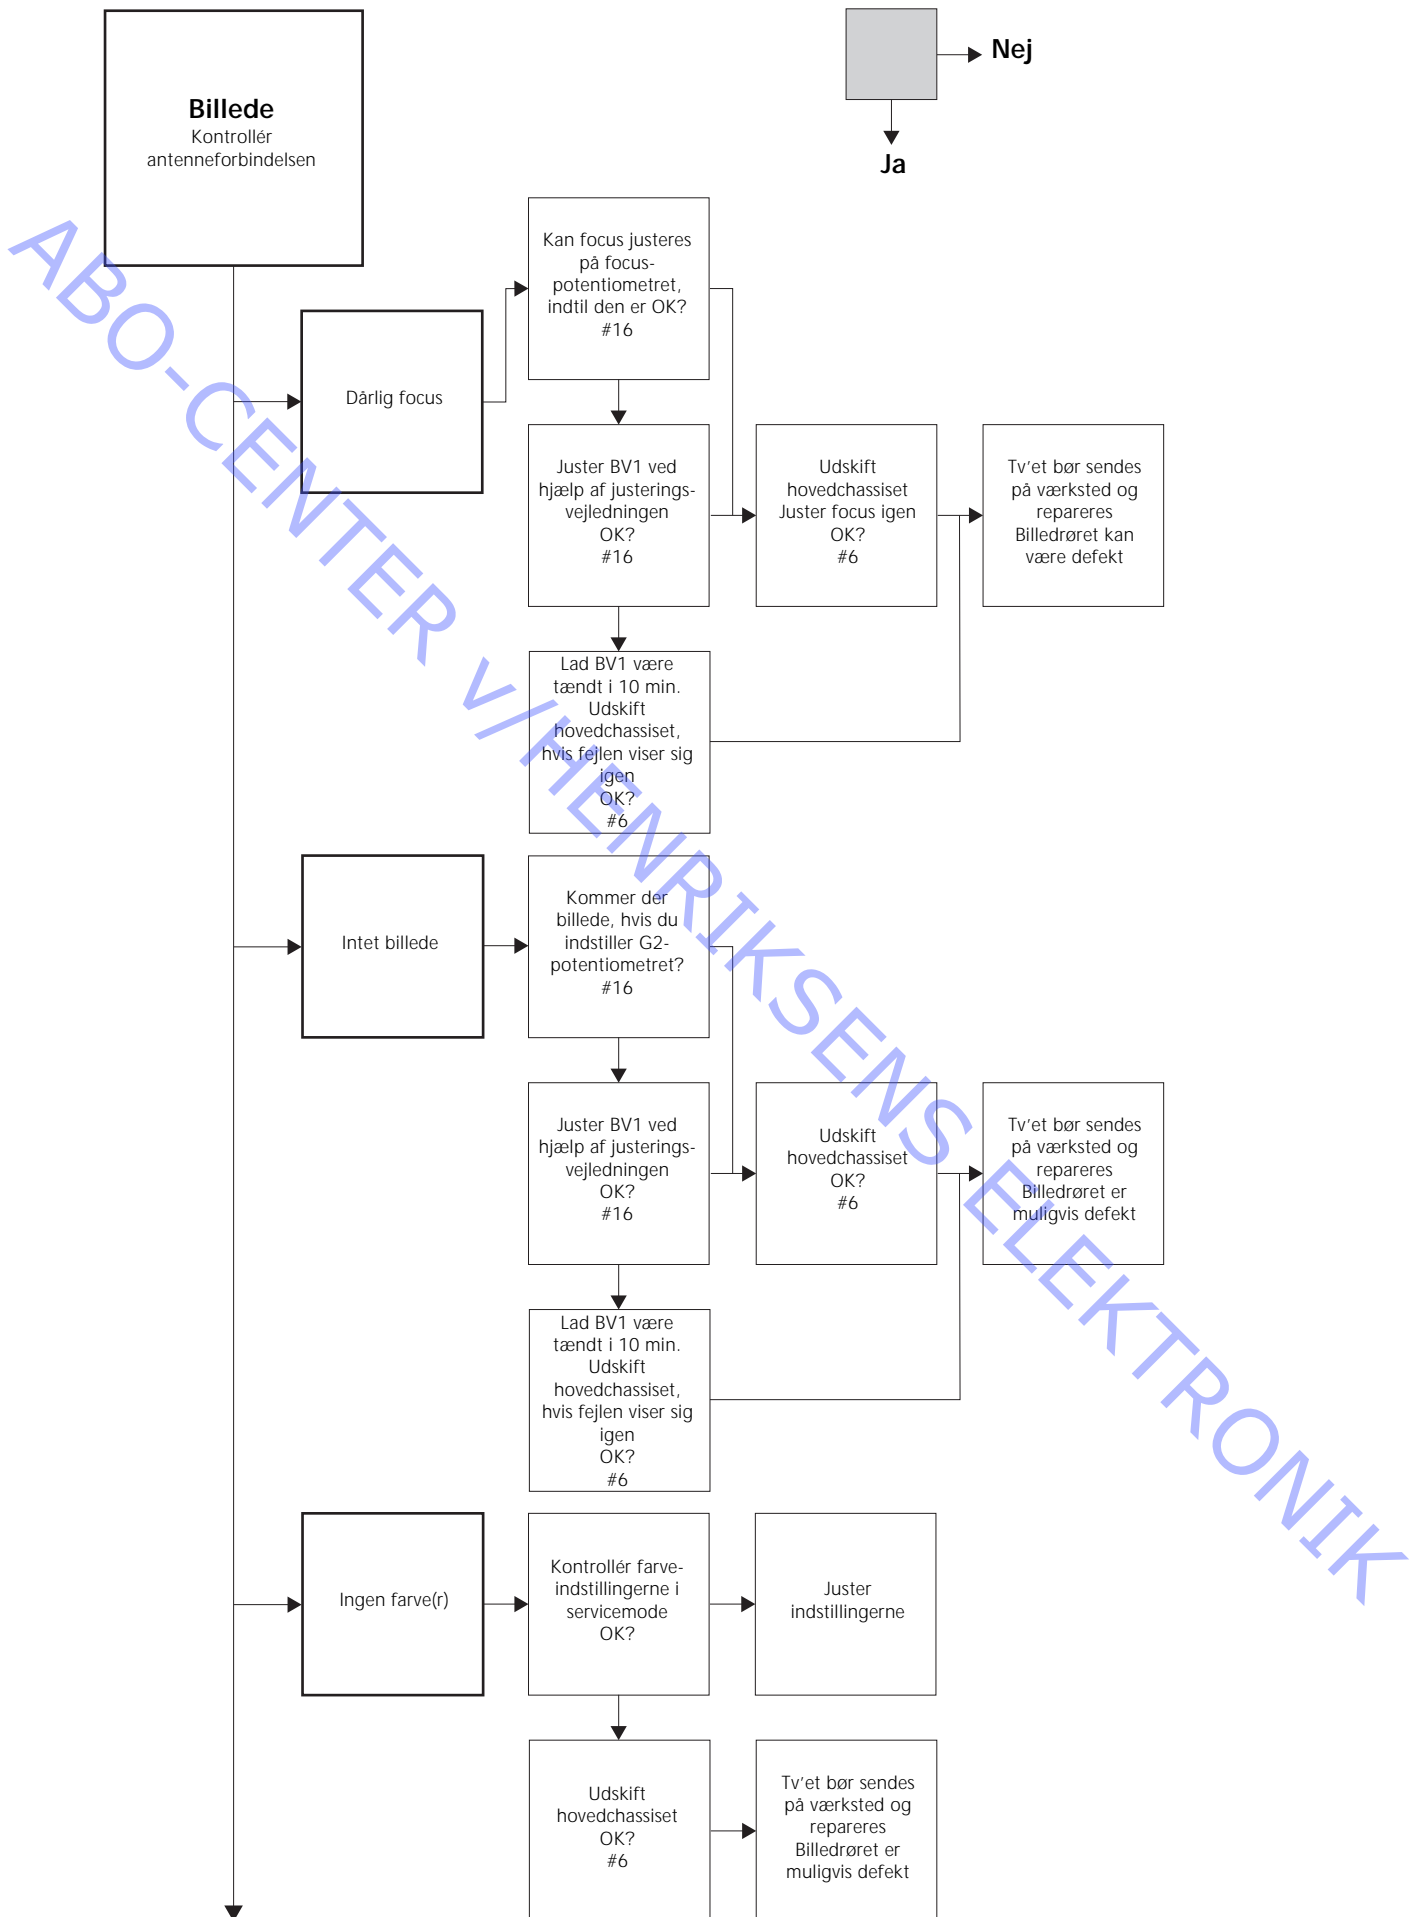 Billede
Kontrollér
antenneforbindelsen
Nej
Ja
Kan focus justeres
på focus-
potentiometret,
indtil den er OK?
#16
Dårlig focus
Juster BV1 ved
hjælp af justerings-
vejledningen
OK?
#16
Udskift
hovedchassiset
Juster focus igen
OK?
#6
Tv'et bør sendes
på værksted og
repareres
Billedrøret kan
være defekt
Lad BV1 være
tændt i 10 min.
Udskift
hovedchassiset,
hvis fejlen viser sig
igen
OK?
#6
Intet billede
Kommer der
billede, hvis du
indstiller G2-
potentiometret?
#16
Juster BV1 ved
hjælp af justerings-
vejledningen
OK?
#16
Udskift
hovedchassiset
OK?
#6
Tv'et bør sendes
på værksted og
repareres
Billedrøret er
muligvis defekt
Lad BV1 være
tændt i 10 min.
Udskift
hovedchassiset,
hvis fejlen viser sig
igen
OK?
#6
Ingen farve(r)
Kontrollér farve-
indstillingerne i
servicemode
OK?
Juster
indstillingerne
Udskift
hovedchassiset
OK?
#6
Tv'et bør sendes
på værksted og
repareres
Billedrøret er
muligvis defekt
ABO-CENTER v/HENRIKSENS ELEKTRONIK